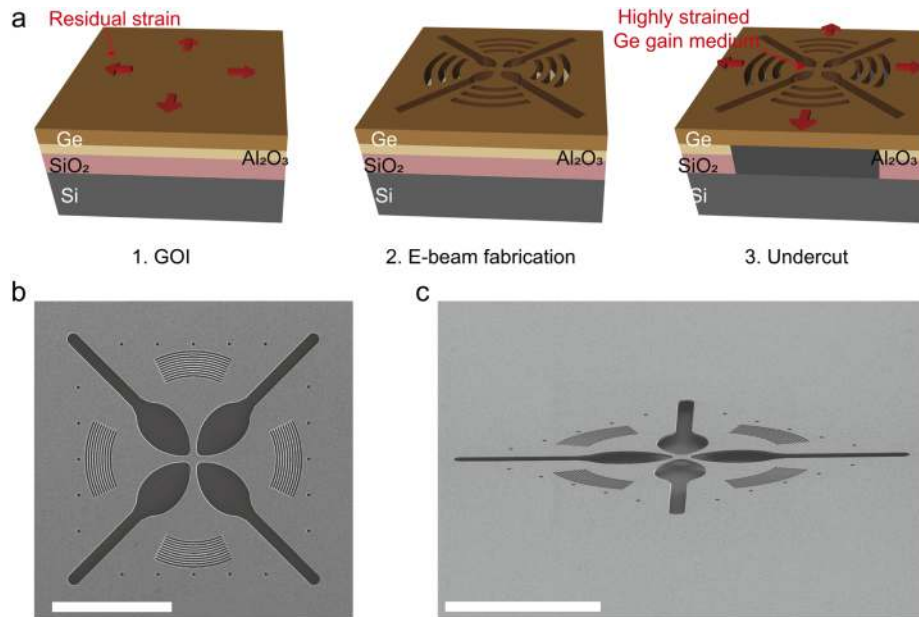 a
Residual strain
Highly strained
Ge gain medium
Ge
Al₂O₃
SiO₂
Si
Ge
Al₂O₃
SiO₂
Si
Ge
Al₂O₃
SiO₂
Si
1. GOI
2. E-beam fabrication
3. Undercut
b
c